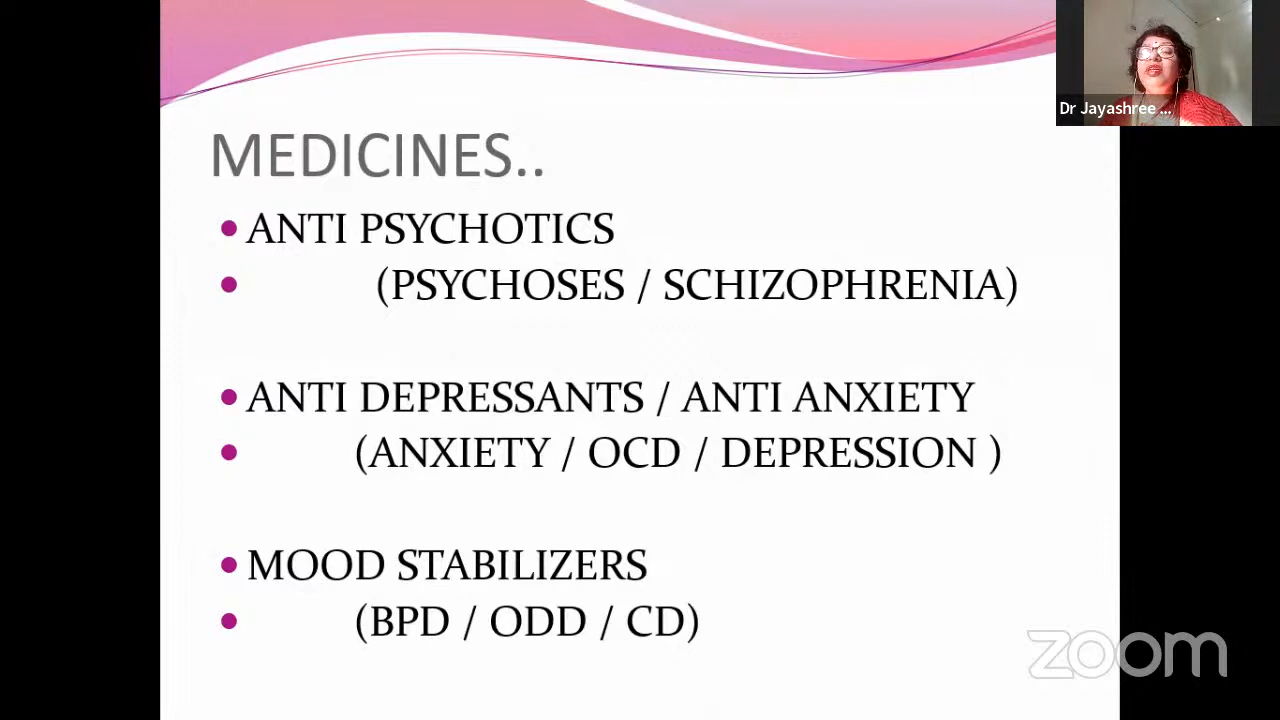 Dr Jayashree ...
MEDICINES..
ANTI PSYCHOTICS
(PSYCHOSES / SCHIZOPHRENIA)
ANTI DEPRESSANTS / ANTI ANXIETY
(ANXIETY / OCD / DEPRESSION )
MOOD STABILIZERS
(BPD / ODD / CD)
zoom